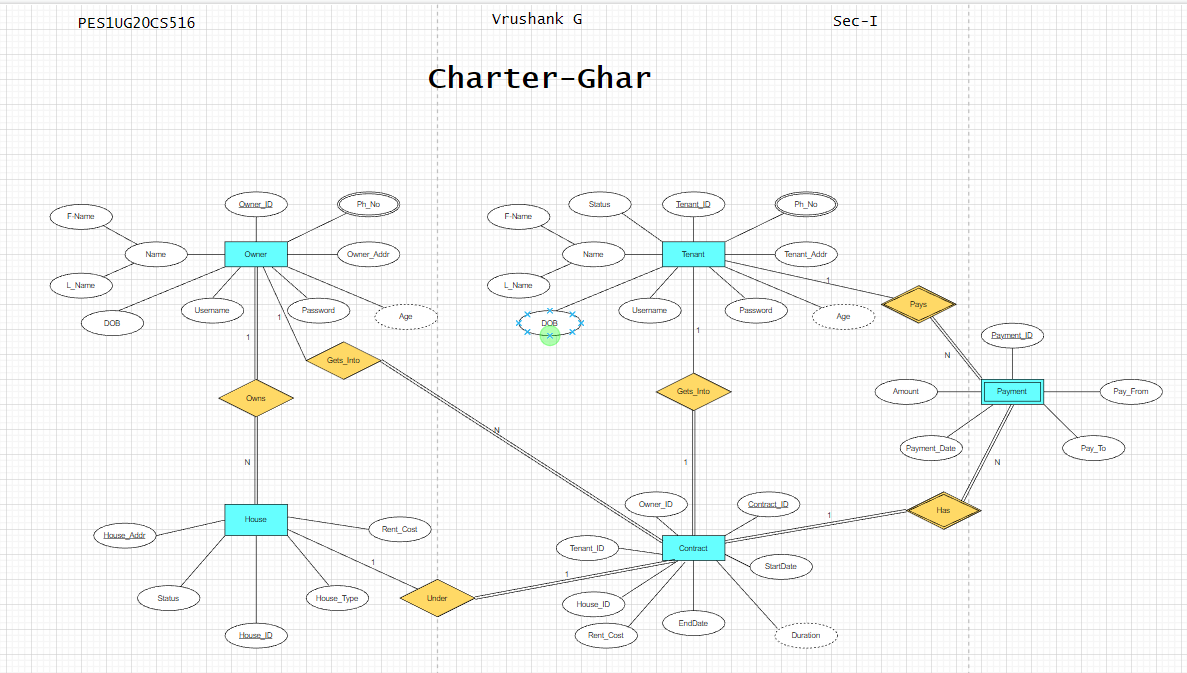 PES1UG20CS516
Vrushank G
Sec-I
Charter-Ghar
F-Name
Owner_ID
Ph_No
Name
Owner
Owner_Addr
L_Name
DOB
Username
Password
Age
1
1
Gets_Into
Owns
N
N
House
House_Addr
Rent_Cost
Status
House_Type
House_ID
1
Under
1
F-Name
Status
Tenant_ID
Ph_No
Name
Tenant
Tenant_Addr
L_Name
DOB
Username
Password
Age
1
1
Gets_Into
1
Owner_ID
Contract_ID
Tenant_ID
Contract
StartDate
House_ID
EndDate
Rent_Cost
Duration
Pays
N
Payment_ID
Amount
Payment
Pay_From
Payment_Date
Pay_To
N
Has
1